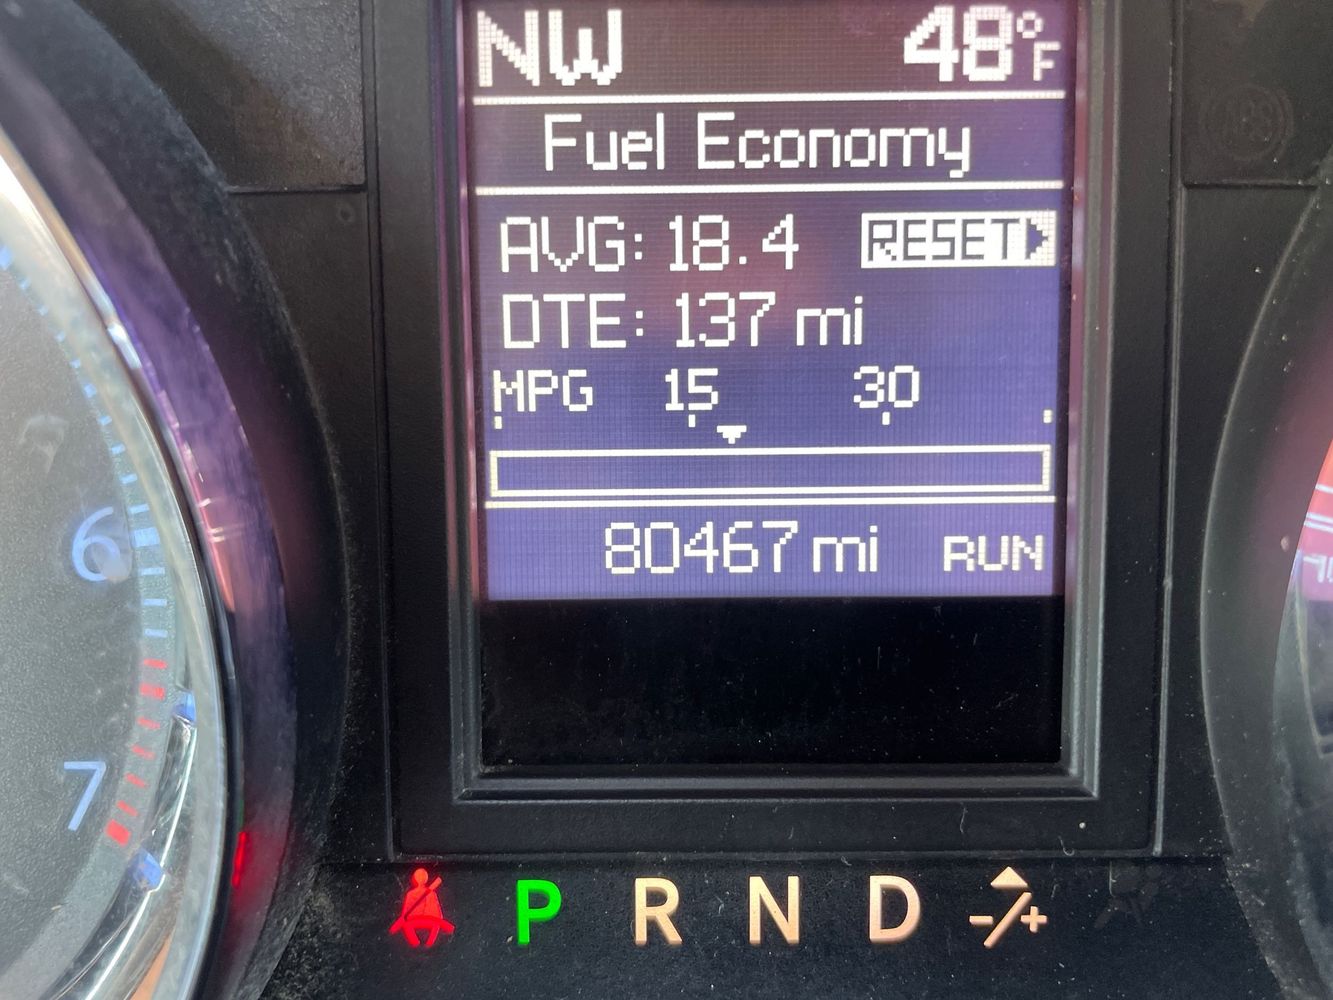 NW 48°F
Fuel Economy
AVG: 18.4 RESET
DTE: 137 mi
MPG 15 30
80467 mi RUN
6
7
P R N D -/+
ABS